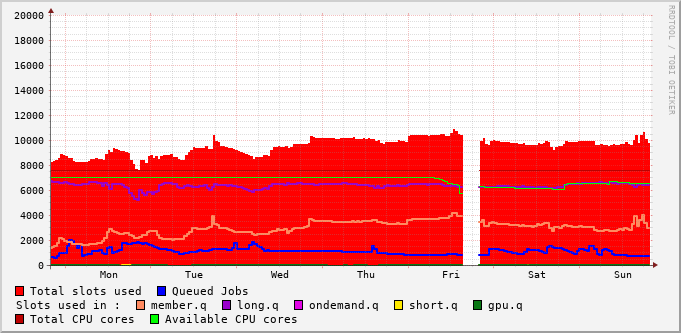 RRDTOOL / TOBI OETIKER
20000
18000
16000
14000
12000
10000
8000
6000
4000
2000
0
Mon Tue Wed Thu Fri Sat Sun
Total slots used Queued Jobs
Slots used in : member.q long.q ondemand.q short.q gpu.q
Total CPU cores Available CPU cores